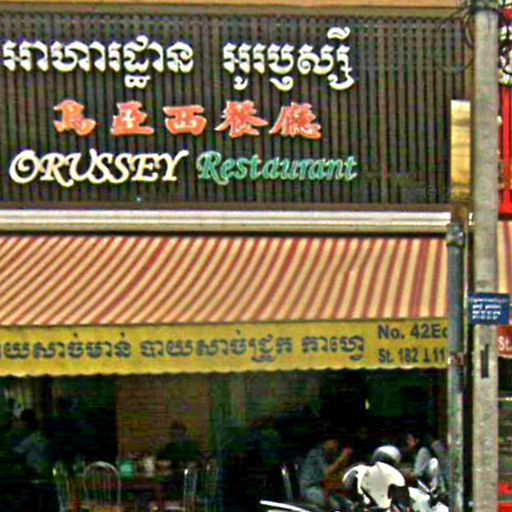 អាហារដ្ឋាន អូរឫស្សី
烏亞西餐廳
ORUSSEY Restaurant
បាយសាច់មាន់ បាយសាច់ជ្រូក កាហ្វេ
No. 42Eo
St. 182 ⊥ 11